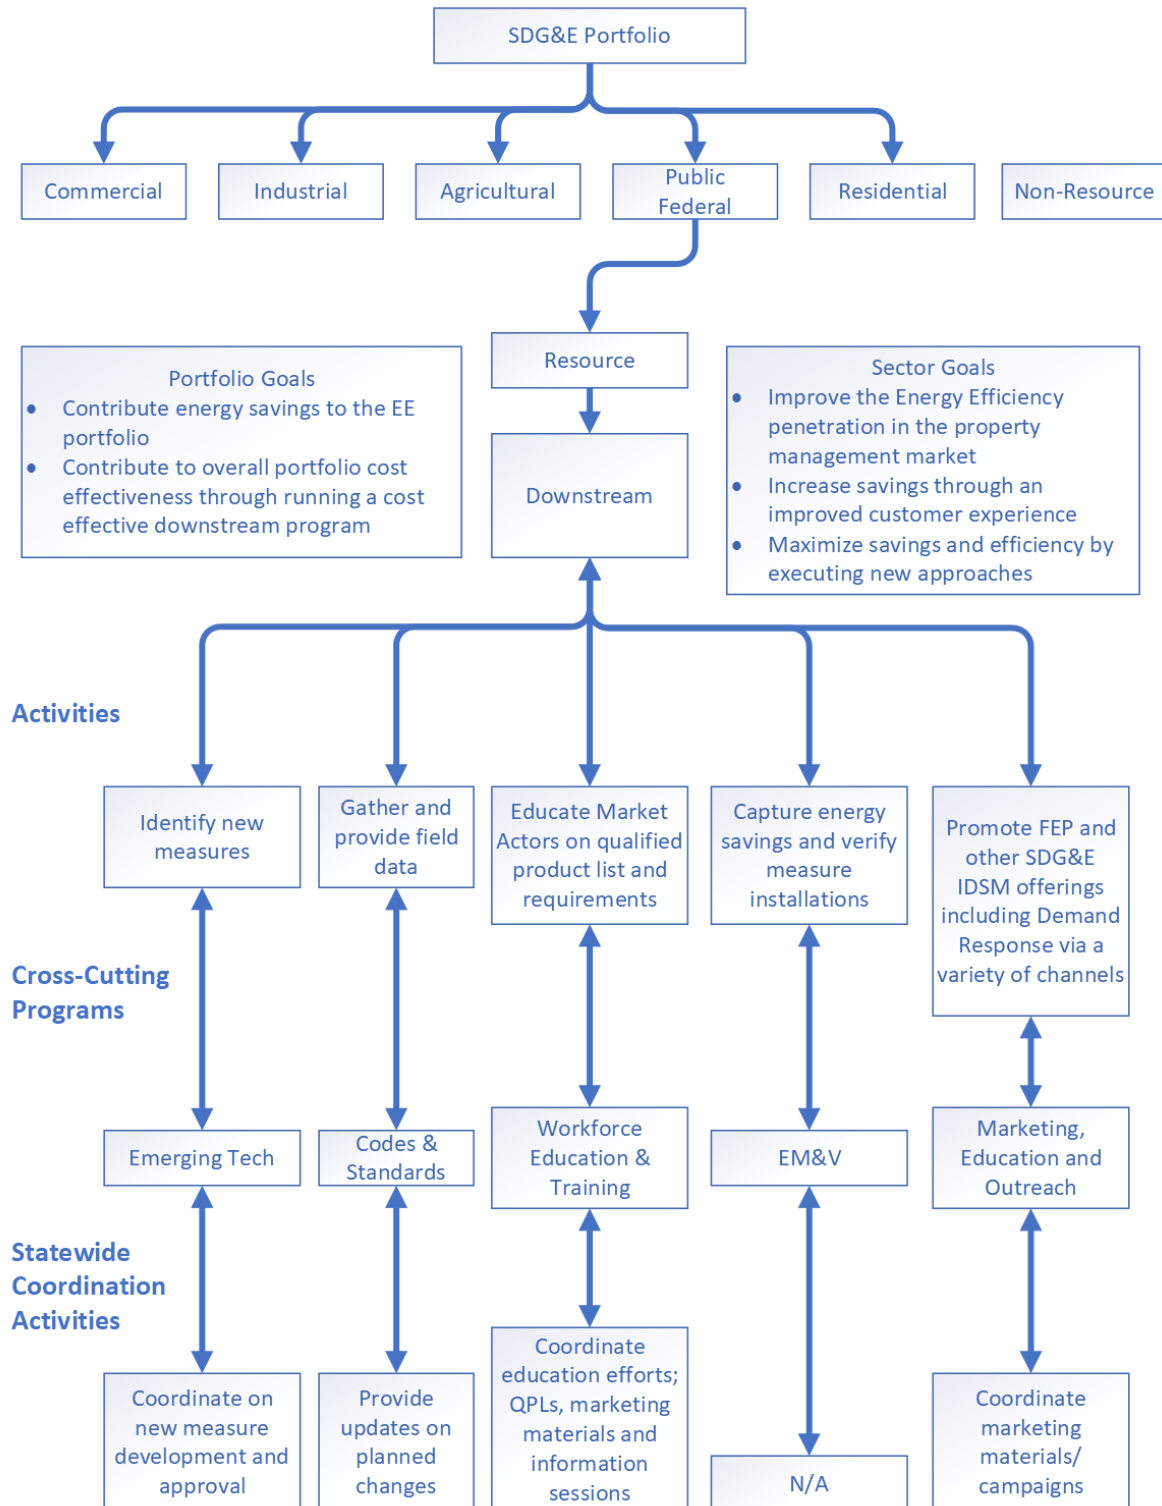 SDG&E Portfolio
Commercial
Industrial
Agricultural
Public
Federal
Residential
Non-Resource
Resource
Portfolio Goals
● Contribute energy savings to the EE
portfolio
● Contribute to overall portfolio cost
effectiveness through running a cost
effective downstream program
Downstream
Sector Goals
● Improve the Energy Efficiency
penetration in the property
management market
● Increase savings through an
improved customer experience
● Maximize savings and efficiency by
executing new approaches
Activities
Identify new
measures
Gather and
provide field
data
Educate Market
Actors on qualified
product list and
requirements
Capture energy
savings and verify
measure
installations
Promote FEP and
other SDG&E
IDSM offerings
including Demand
Response via a
variety of channels
Cross-Cutting
Programs
Emerging Tech
Codes &
Standards
Workforce
Education &
Training
EM&V
Marketing,
Education and
Outreach
Statewide
Coordination
Activities
Coordinate on
new measure
development and
approval
Provide
updates on
planned
changes
Coordinate
education efforts;
QPLs, marketing
materials and
information
sessions
N/A
Coordinate
marketing
materials/
campaigns